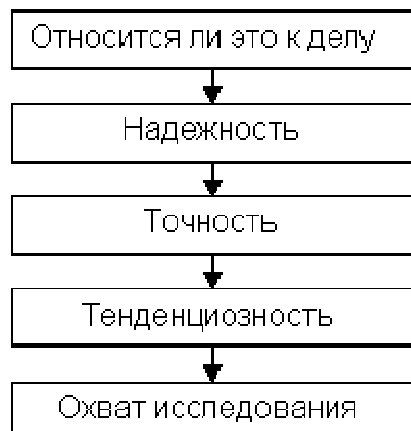 Относится ли это к делу
Надежность
Точность
Тенденциозность
Охват исследования